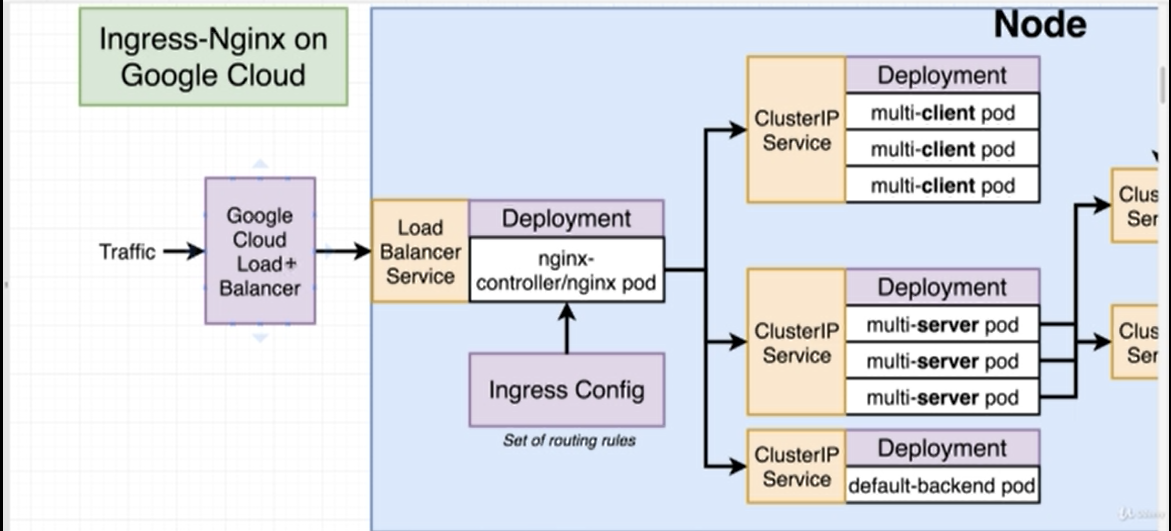 Ingress-Nginx on
Google Cloud
Node
Traffic
Google
Cloud
Load+
Balancer
Load
Balancer
Service
Deployment
nginx-
controller/nginx pod
Ingress Config
Set of routing rules
ClusterIP
Service
Deployment
multi-client pod
multi-client pod
multi-client pod
ClusterIP
Service
Deployment
multi-server pod
multi-server pod
multi-server pod
ClusterIP
Service
Deployment
default-backend pod
Clus
Ser
Clus
Ser